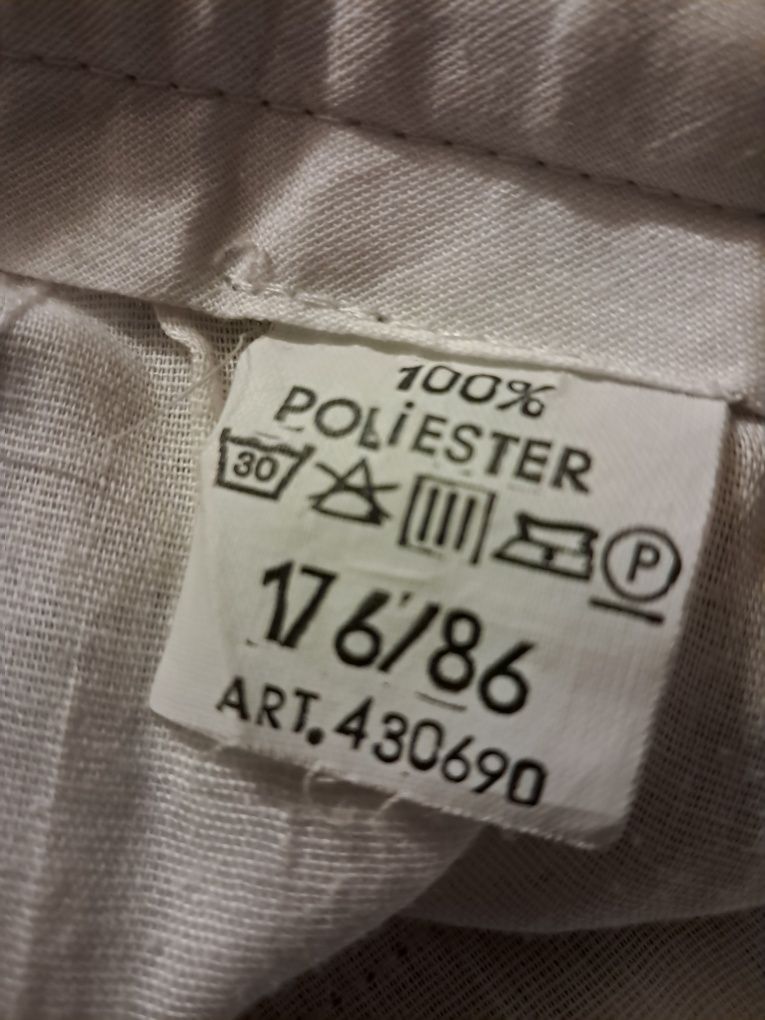 100%
POLiESTER
30 P
176/86
ART. 430690